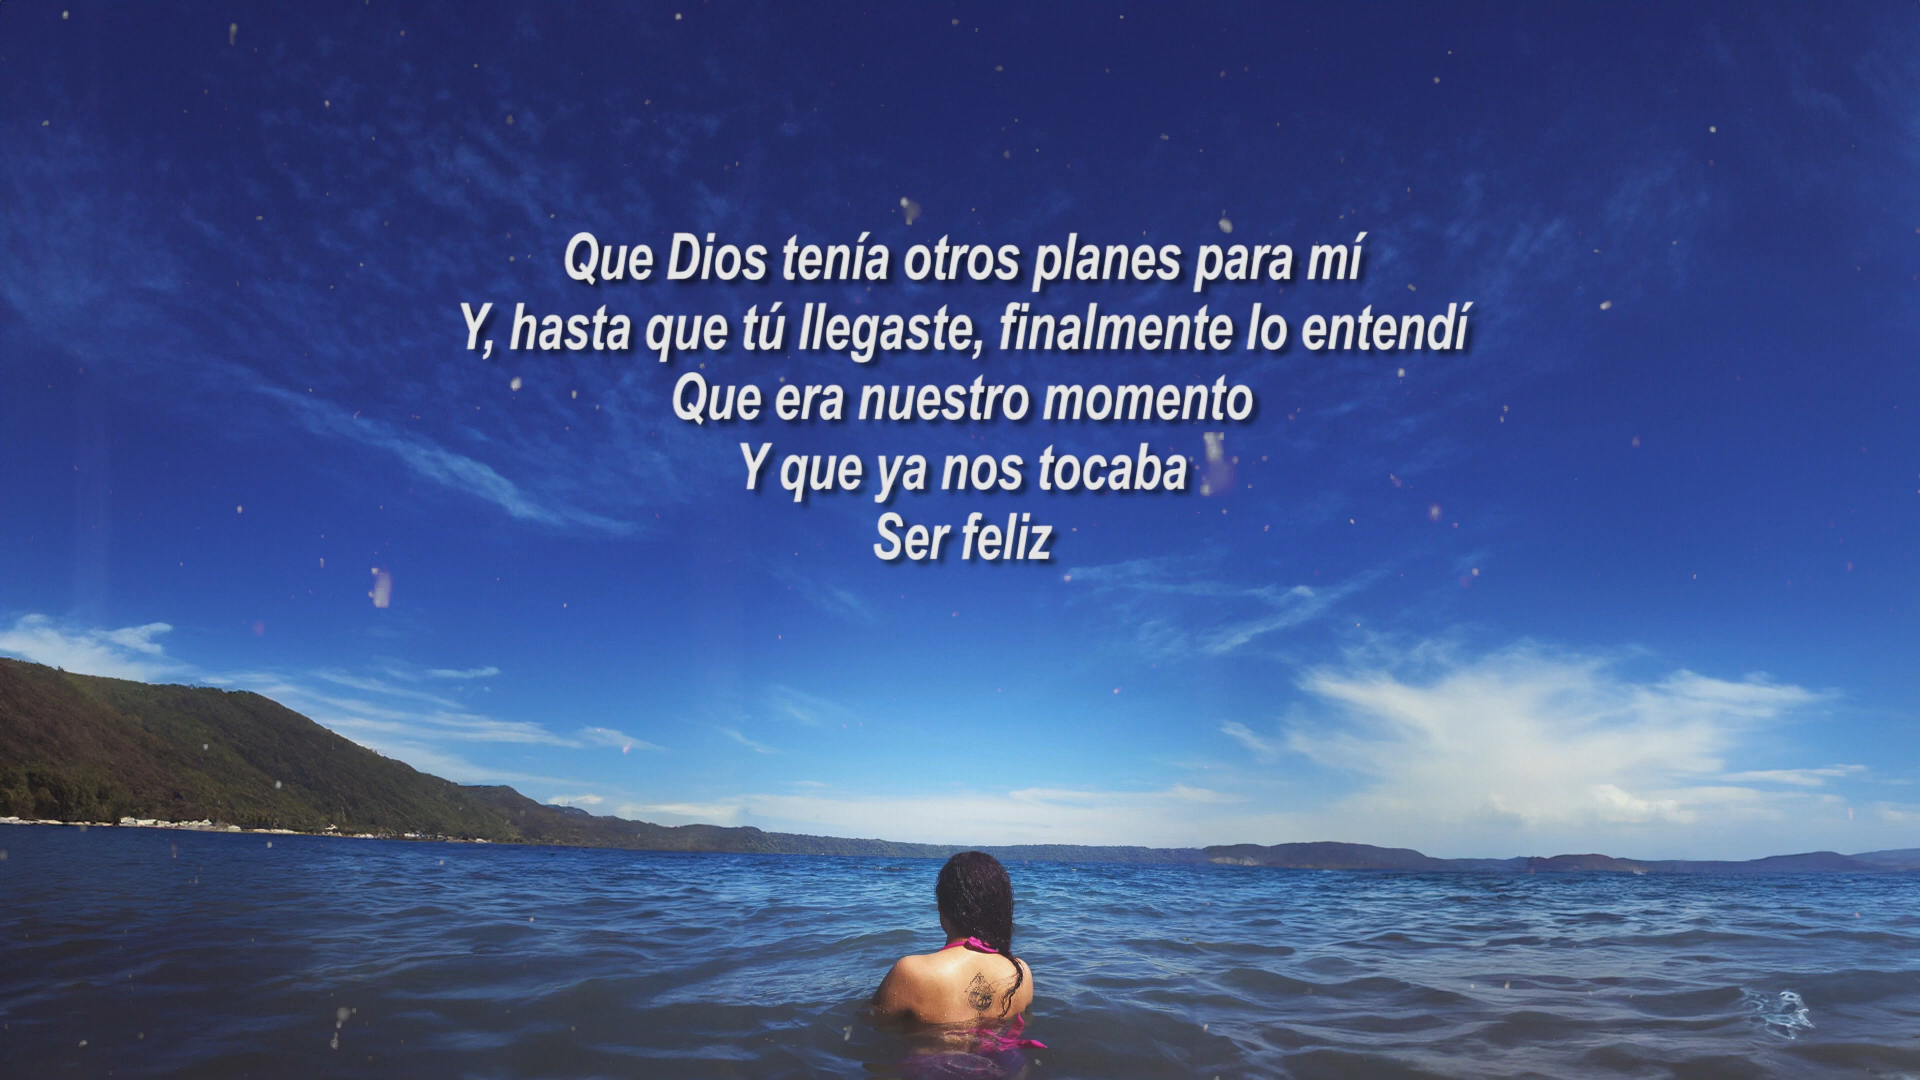 Que Dios tenía otros planes para mí
Y, hasta que tú llegaste, finalmente lo entendí
Que era nuestro momento
Y que ya nos tocaba
Ser feliz